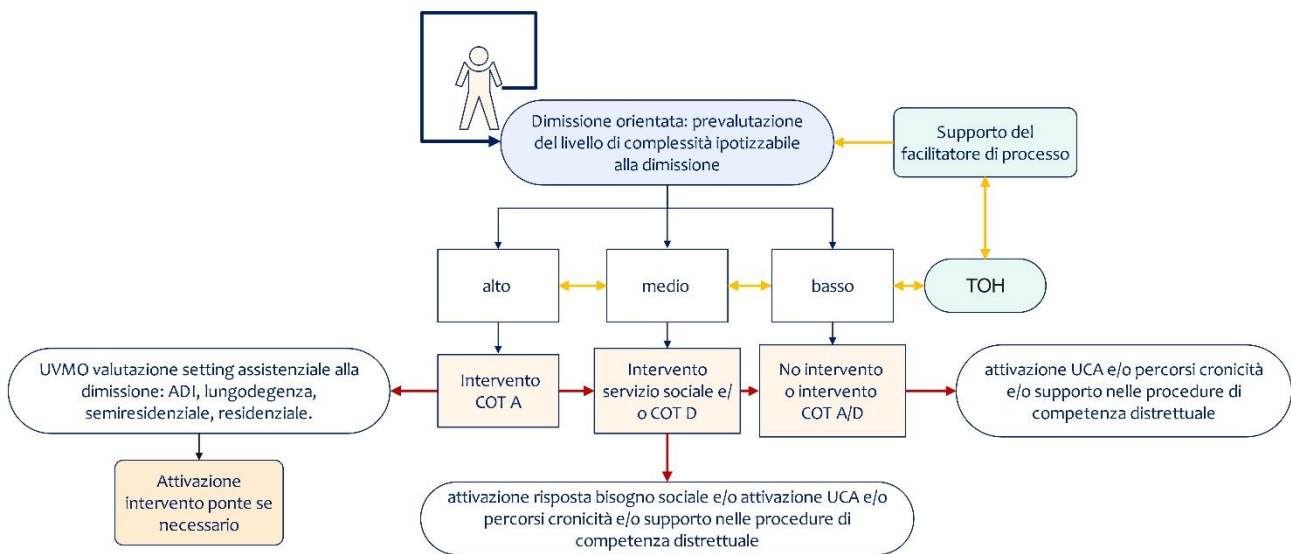 Dimissione orientata: prevalutazione
del livello di complessità ipotizzabile
alla dimissione
Supporto del
facilitatore di processo
alto
medio
basso
TOH
UVMO valutazione setting assistenziale alla
dimissione: ADI, lungodegenza,
semiresidenziale, residenziale.
Intervento
COT A
Intervento
servizio sociale e/
o COT D
No intervento
o intervento
COT A/D
attivazione UCA e/o percorsi cronicità
e/o supporto nelle procedure di
competenza distrettuale
Attivazione
intervento ponte se
necessario
attivazione risposta bisogno sociale e/o attivazione UCA e/o
percorsi cronicità e/o supporto nelle procedure di
competenza distrettuale